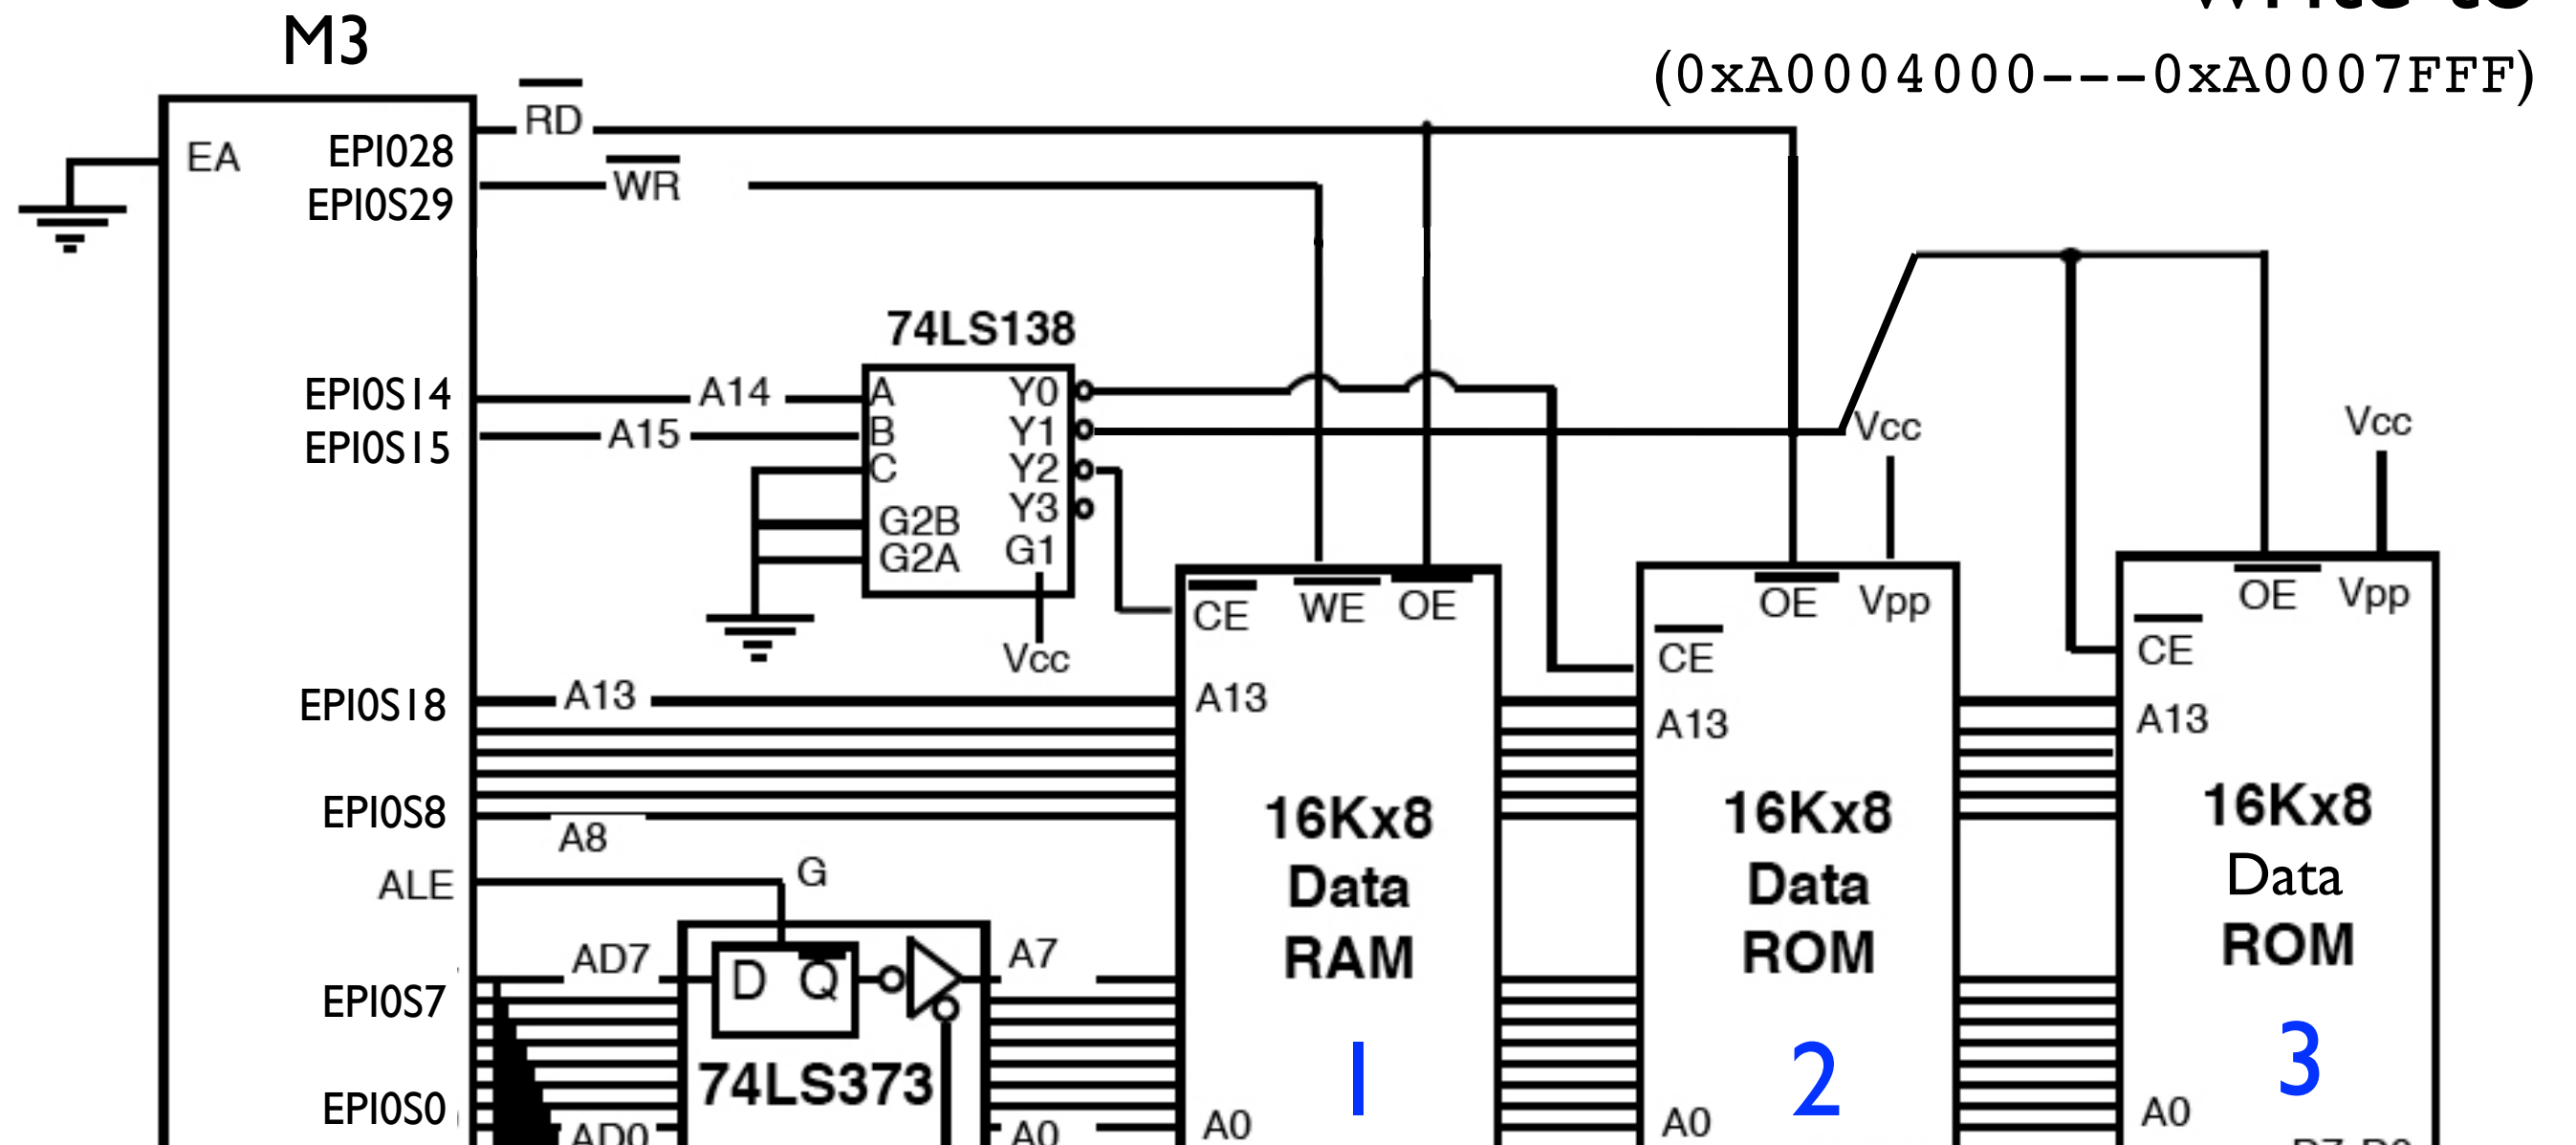 write to
M3
(0xA0004000---0xA0007FFF)
RD
EA
EPI028
WR
EPI0S29
74LS138
EPI0S14
A14
A
Y0
EPI0S15
A15
B
Y1
Vcc
Vcc
C
Y2
Y3
G2B
G1
G2A
CE
WE
OE
OE
Vpp
OE
Vpp
Vcc
CE
CE
EPI0S18
A13
A13
A13
A13
EPI0S8
A8
16Kx8
Data
RAM
1
16Kx8
Data
ROM
2
16Kx8
Data
ROM
3
ALE
G
AD7
D
Q
A7
EPI0S7
74LS373
EPI0S0
AD0
A0
A0
A0
A0